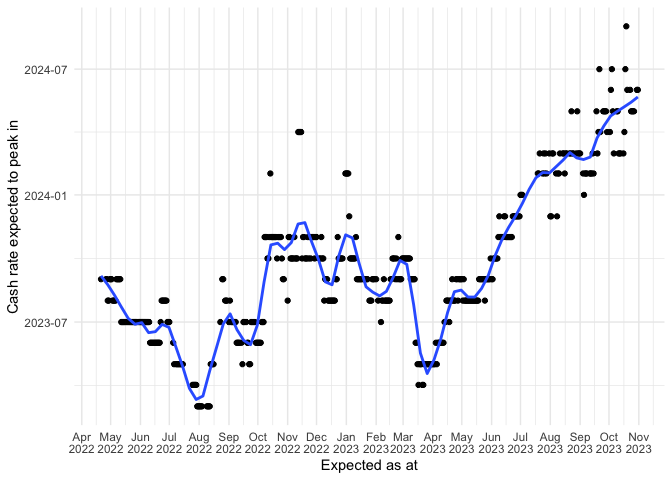 Cash rate expected to peak in
2024-07
2024-01
2023-07
Apr May Jun Jul Aug Sep Oct Nov Dec Jan Feb Mar Apr May Jun Jul Aug Sep Oct Nov
2022 2022 2022 2022 2022 2022 2022 2022 2022 2023 2023 2023 2023 2023 2023 2023 2023 2023 2023 2023
Expected as at